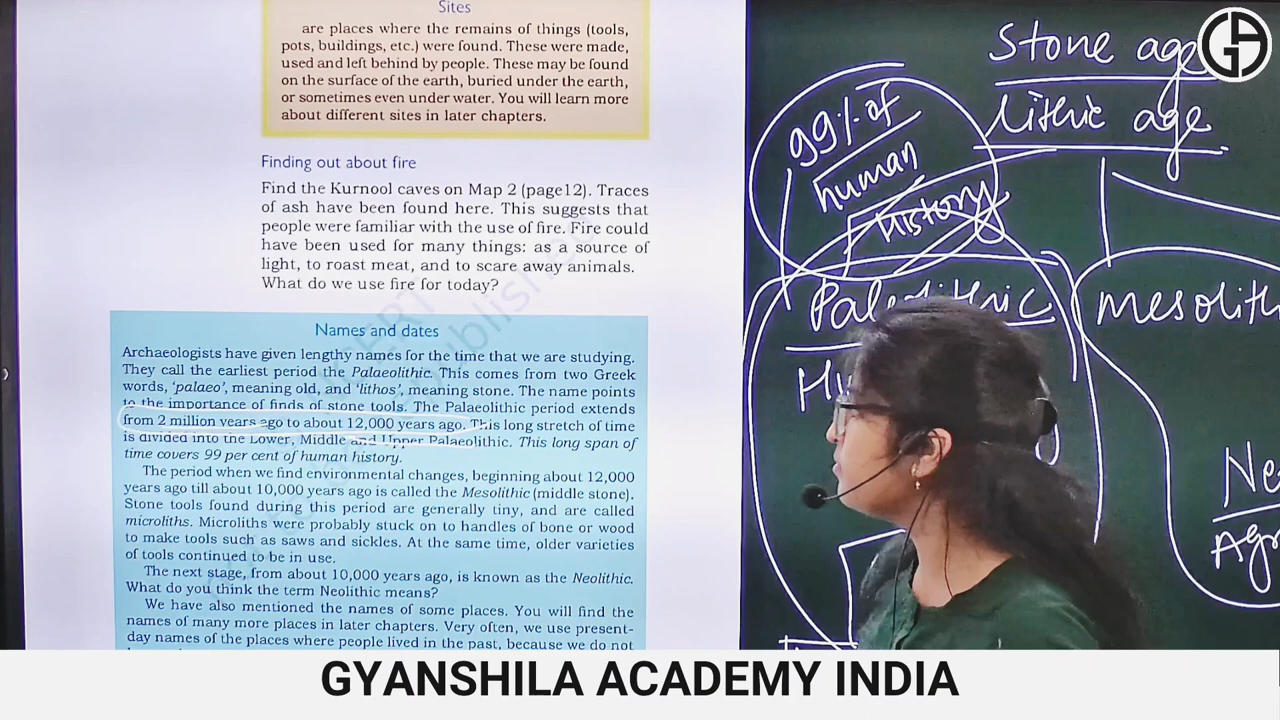 Sites
are places where the remains of things (tools,
pots, buildings, etc.) were found. These were made,
used and left behind by people. These may be found
on the surface of the earth, buried under the earth,
or sometimes even under water. You will learn more
about different sites in later chapters.
Finding out about fire
Find the Kurnool caves on Map 2 (page12). Traces
of ash have been found here. This suggests that
people were familiar with the use of fire. Fire could
have been used for many things: as a source of
light, to roast meat, and to scare away animals.
What do we use fire for today?
Names and dates
Archaeologists have given lengthy names for the time that we are studying.
They call the earliest period the Palaeolithic. This comes from two Greek
words, ‘palaeo’, meaning old, and ‘lithos’, meaning stone. The name points
to the importance of finds of stone tools. The Palaeolithic period extends
from 2 million years ago to about 12,000 years ago. This long stretch of time
is divided into the Lower, Middle and Upper Palaeolithic. This long span of
time covers 99 per cent of human history.
The period when we find environmental changes, beginning about 12,000
years ago till about 10,000 years ago is called the Mesolithic (middle stone).
Stone tools found during this period are generally tiny, and are called
microliths. Microliths were probably stuck on to handles of bone or wood
to make tools such as saws and sickles. At the same time, older varieties
of tools continued to be in use.
The next stage, from about 10,000 years ago, is known as the Neolithic.
What do you think the term Neolithic means?
We have also mentioned the names of some places. You will find the
names of many more places in later chapters. Very often, we use present-
day names of the places where people lived in the past, because we do not
Stone age
Lithic age
99% of
human
History
Paleolithic
mesolith
Hu
Ne
Agr
GA
GYANSHILA ACADEMY INDIA